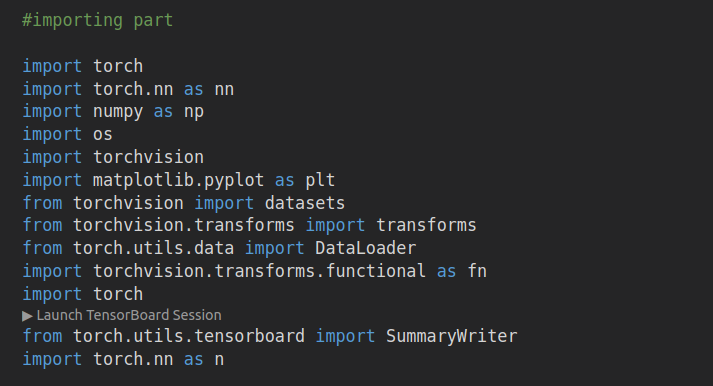 #importing part
import torch
import torch.nn as nn
import numpy as np
import os
import torchvision
import matplotlib.pyplot as plt
from torchvision import datasets
from torchvision.transforms import transforms
from torch.utils.data import DataLoader
import torchvision.transforms.functional as fn
import torch
▶ Launch TensorBoard Session
from torch.utils.tensorboard import SummaryWriter
import torch.nn as n